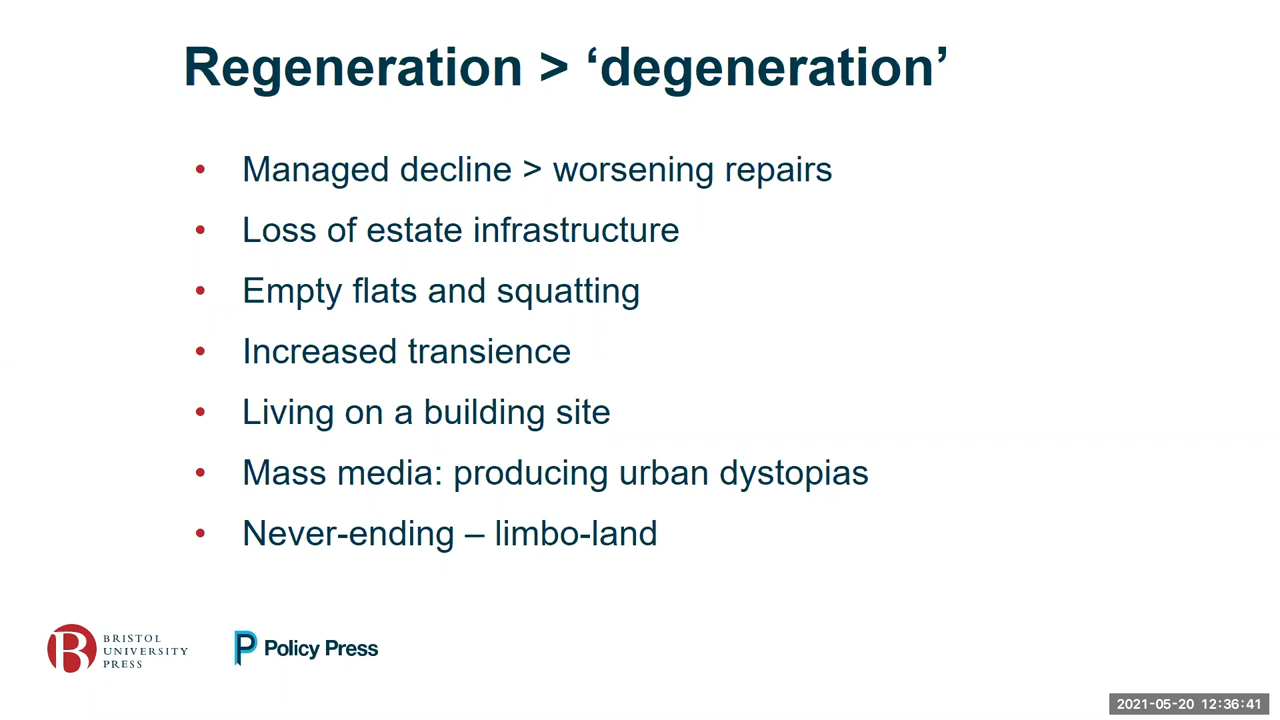 Regeneration > ‘degeneration’
• Managed decline > worsening repairs
• Loss of estate infrastructure
• Empty flats and squatting
• Increased transience
• Living on a building site
• Mass media: producing urban dystopias
• Never-ending – limbo-land
BRISTOL
UNIVERSITY
PRESS
Policy Press
2021-05-20 12:36:41